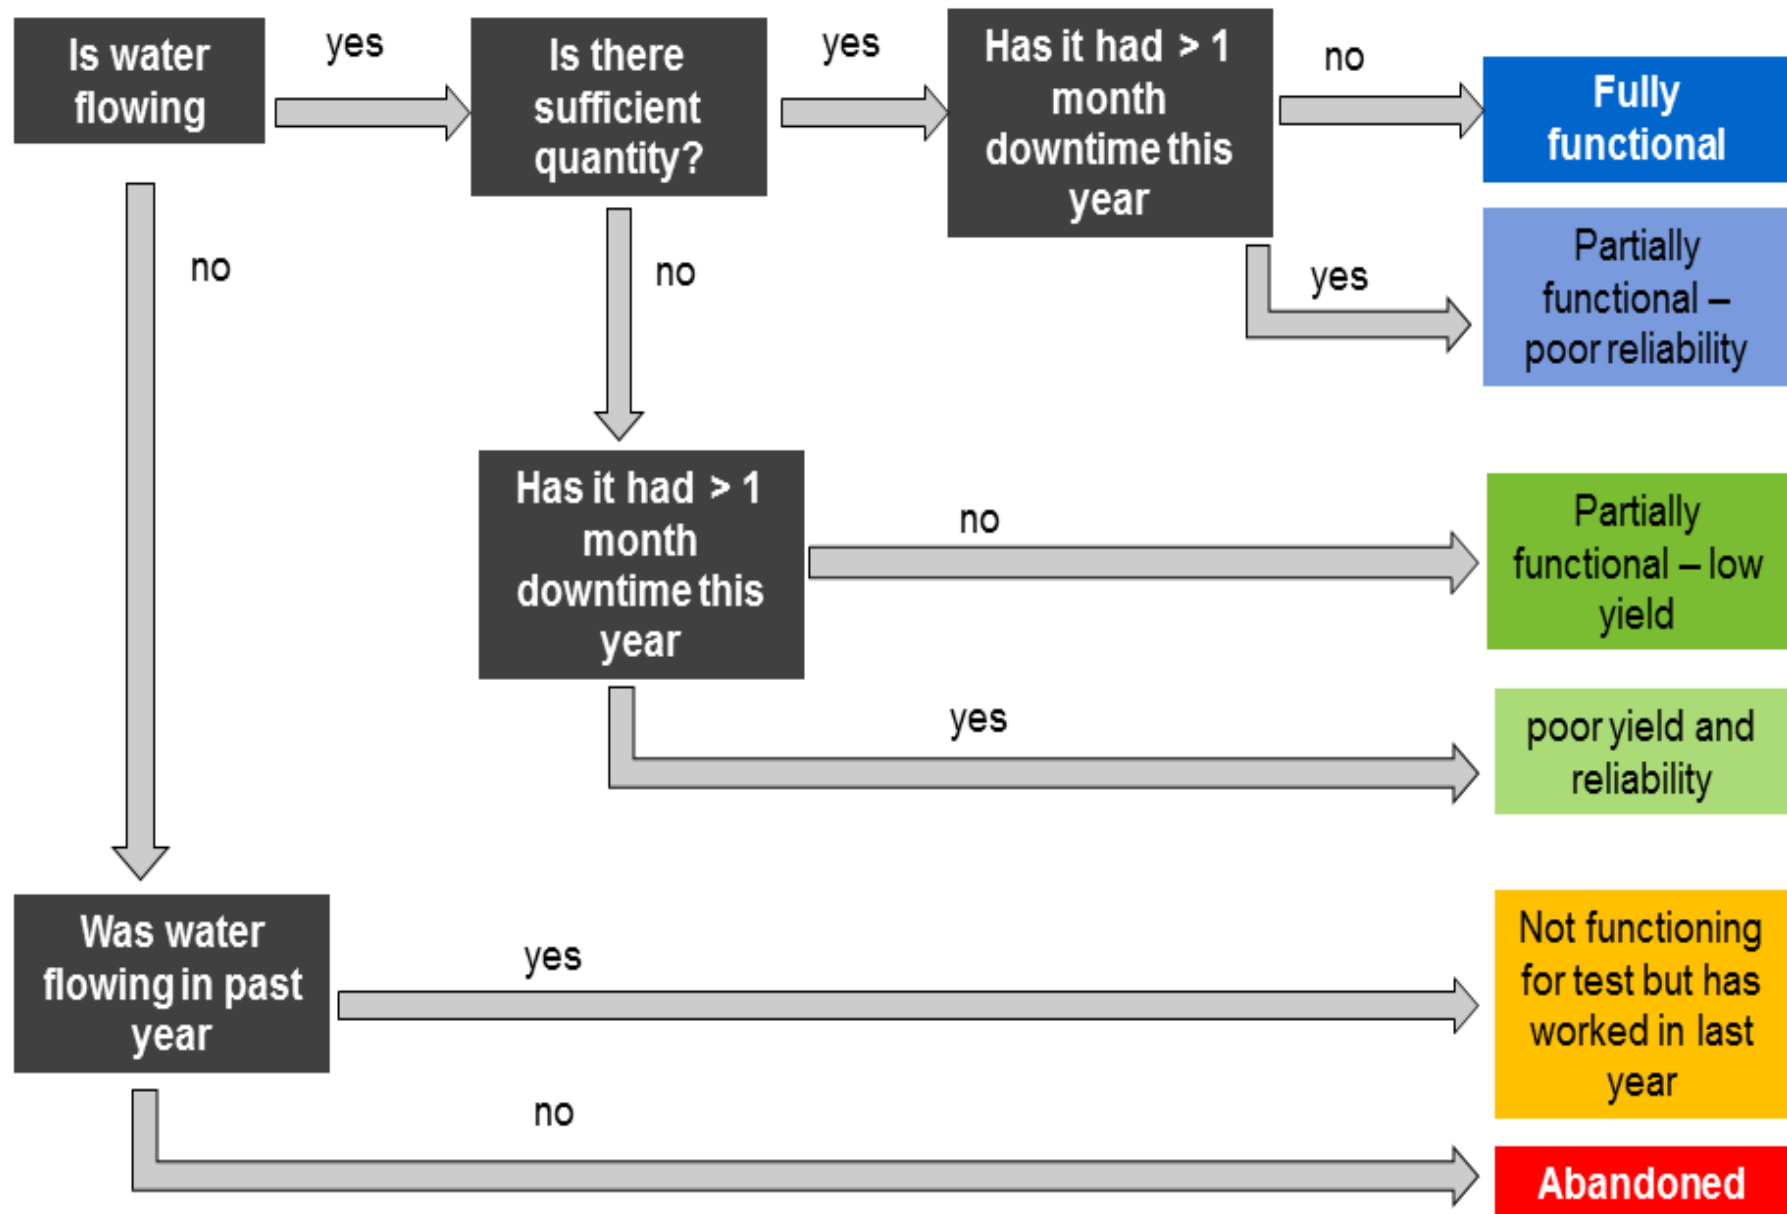 Is water
flowing
yes
Is there
sufficient
quantity?
yes
Has it had > 1
month
downtime this
year
no
Fully
functional
no
no
yes
Partially
functional –
poor reliability
Has it had > 1
month
downtime this
year
no
Partially
functional – low
yield
yes
poor yield and
reliability
Was water
flowing in past
year
yes
Not functioning
for test but has
worked in last
year
no
Abandoned